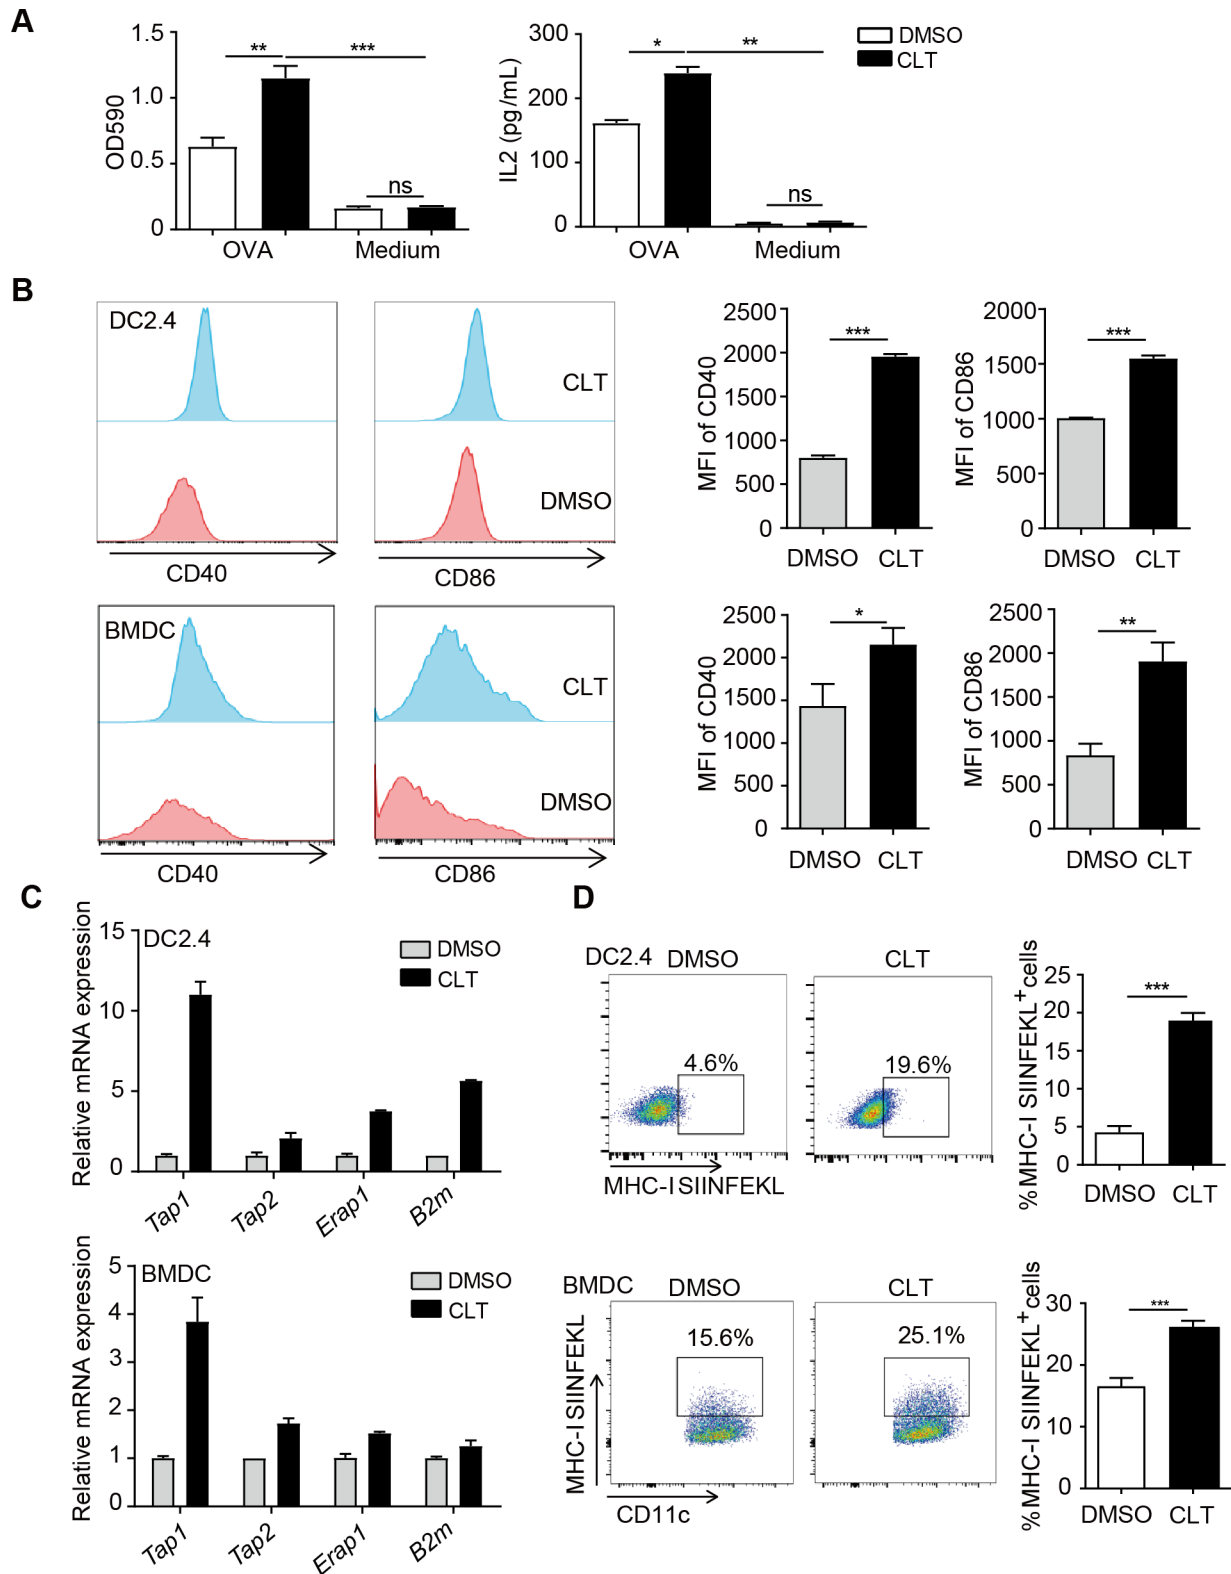 A
1.5
1.0
0.5
0
OD590
** ***
ns
OVA Medium
300
200
100
0
IL2 (pg/mL)
* **
ns
OVA Medium
DMSO
CLT
B
DC2.4
CLT
DMSO
CD40
CD86
2500
2000
1500
1000
500
0
MFI of CD40
***
DMSO CLT
2000
1500
1000
500
0
MFI of CD86
***
DMSO CLT
BMDC
CLT
DMSO
CD40
CD86
2500
2000
1500
1000
500
0
MFI of CD40
*
DMSO CLT
2500
2000
1500
1000
500
0
MFI of CD86
**
DMSO CLT
C
DC2.4
15
10
5
0
Relative mRNA expression
DMSO
CLT
Tap1 Tap2 Erap1 B2m
BMDC
5
4
3
2
1
0
Relative mRNA expression
DMSO
CLT
Tap1 Tap2 Erap1 B2m
D
DC2.4 DMSO CLT
4.6%
19.6%
MHC-I SIINFEKL
25
20
15
10
5
0
%MHC-I SIINFEKL+cells
***
DMSO CLT
BMDC DMSO CLT
15.6%
25.1%
MHC-I SIINFEKL
CD11c
30
20
10
0
%MHC-I SIINFEKL+cells
***
DMSO CLT